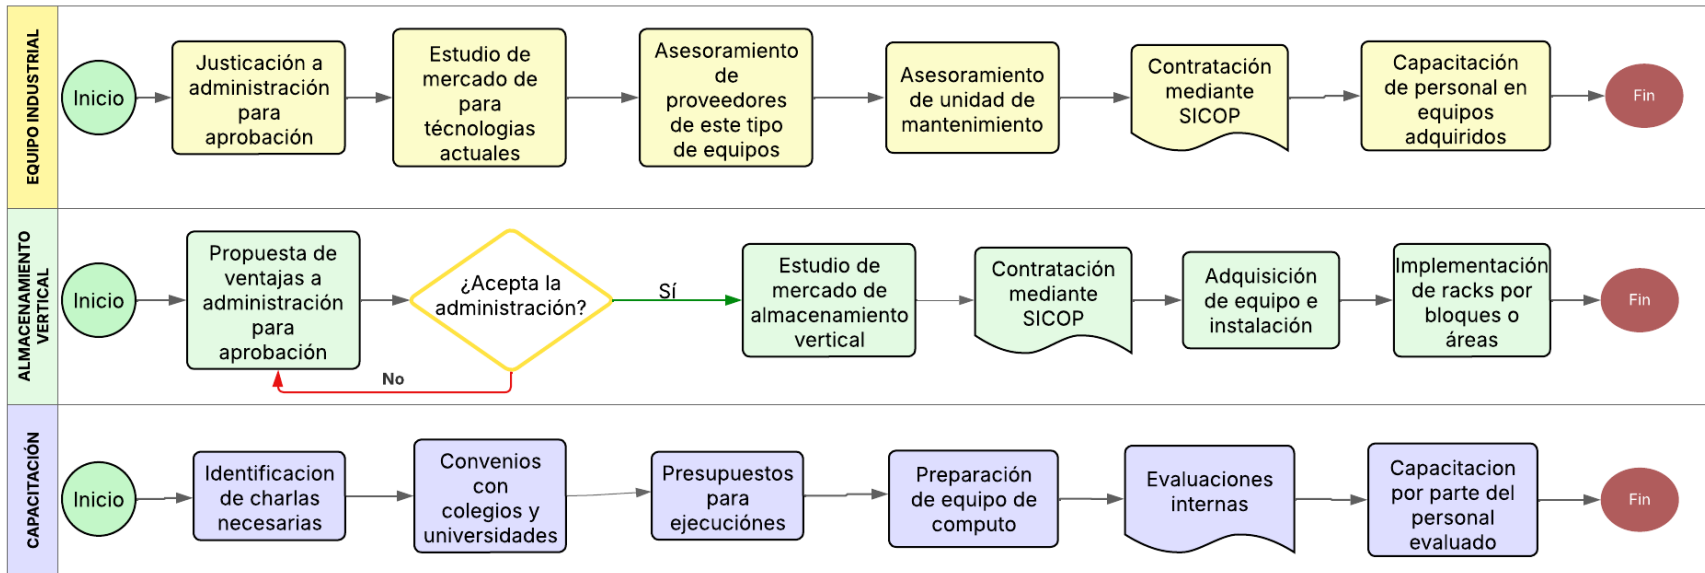 EQUIPO INDUSTRIAL
Inicio
Justicación a
administración
para
aprobación
Estudio de
mercado de
para
técnologias
actuales
Asesoramiento
de
proveedores
de este tipo
de equipos
Asesoramiento
de unidad de
mantenimiento
Contratación
mediante
SICOP
Capacitación
de personal en
equipos
adquiridos
Fin
ALMACENAMIENTO
VERTICAL
Inicio
Propuesta de
ventajas a
administración
para
aprobación
¿Acepta la
administración?
No
Sí
Estudio de
mercado de
almacenamiento
vertical
Contratación
mediante
SICOP
Adquisición
de equipo e
instalación
Implementación
de racks por
bloques o
áreas
Fin
CAPACITACIÓN
Inicio
Identificacion
de charlas
necesarias
Convenios
con
colegios y
universidades
Presupuestos
para
ejecuciónes
Preparación
de equipo de
computo
Evaluaciones
internas
Capacitacion
por parte del
personal
evaluado
Fin